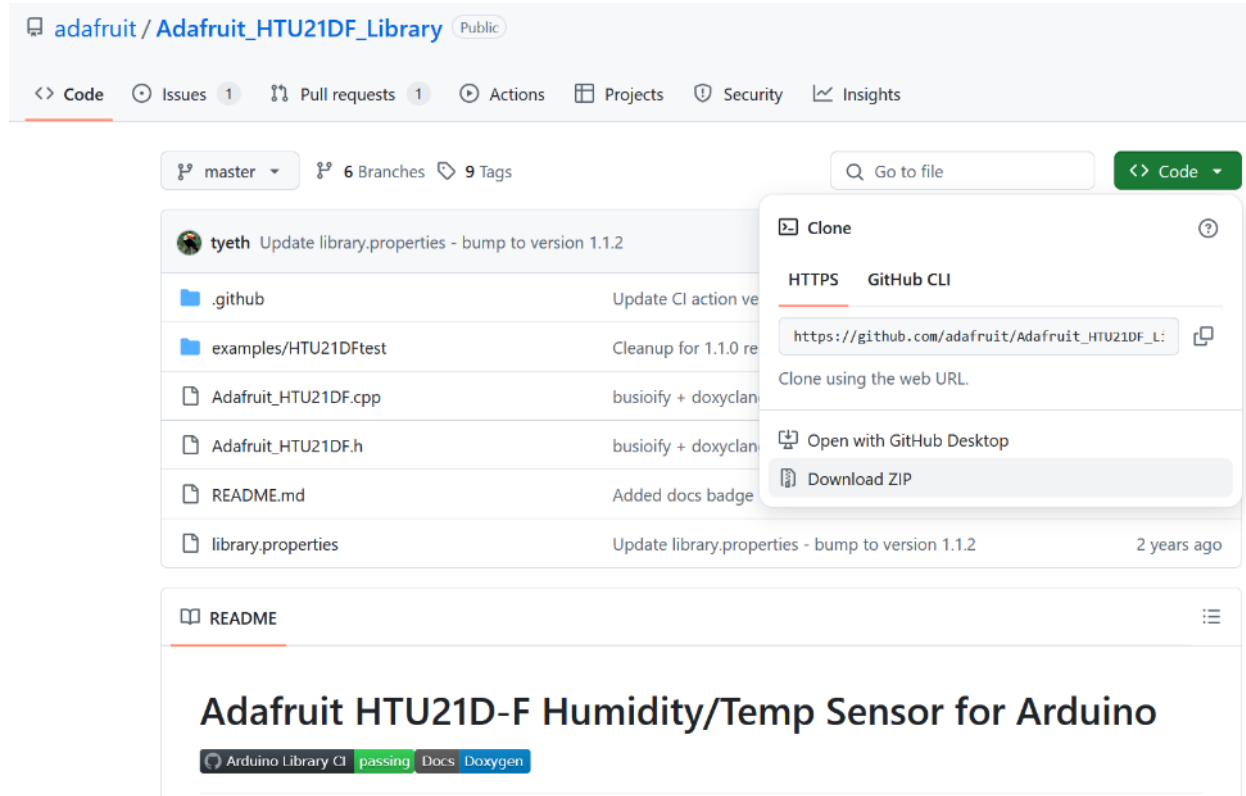 adafruit / Adafruit_HTU21DF_Library Public
Code Issues 1 Pull requests 1 Actions Projects Security Insights
master 6 Branches 9 Tags Go to file Code
tyeth Update library.properties - bump to version 1.1.2
Clone
HTTPS GitHub CLI
https://github.com/adafruit/Adafruit_HTU21DF_L
Clone using the web URL.
Open with GitHub Desktop
Download ZIP
.github Update CI action ve
examples/HTU21DFtest Cleanup for 1.1.0 re
Adafruit_HTU21DF.cpp busioify + doxyclan
Adafruit_HTU21DF.h busioify + doxyclan
README.md Added docs badge
library.properties Update library.properties - bump to version 1.1.2 2 years ago
README
Adafruit HTU21D-F Humidity/Temp Sensor for Arduino
Arduino Library CI passing Docs Doxygen